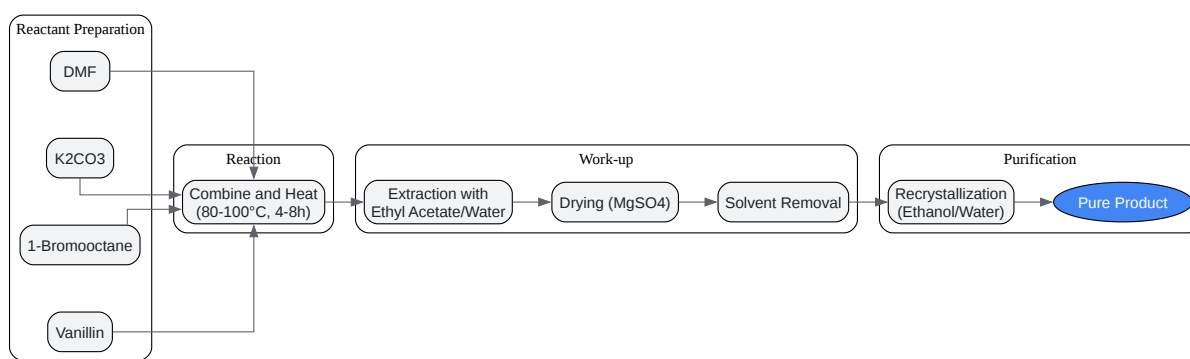 Reactant Preparation
DMF
K2CO3
1-Bromooctane
Vanillin
Reaction
Combine and Heat
(80-100°C, 4-8h)
Work-up
Extraction with
Ethyl Acetate/Water
Drying (MgSO4)
Solvent Removal
Purification
Recrystallization
(Ethanol/Water)
Pure Product